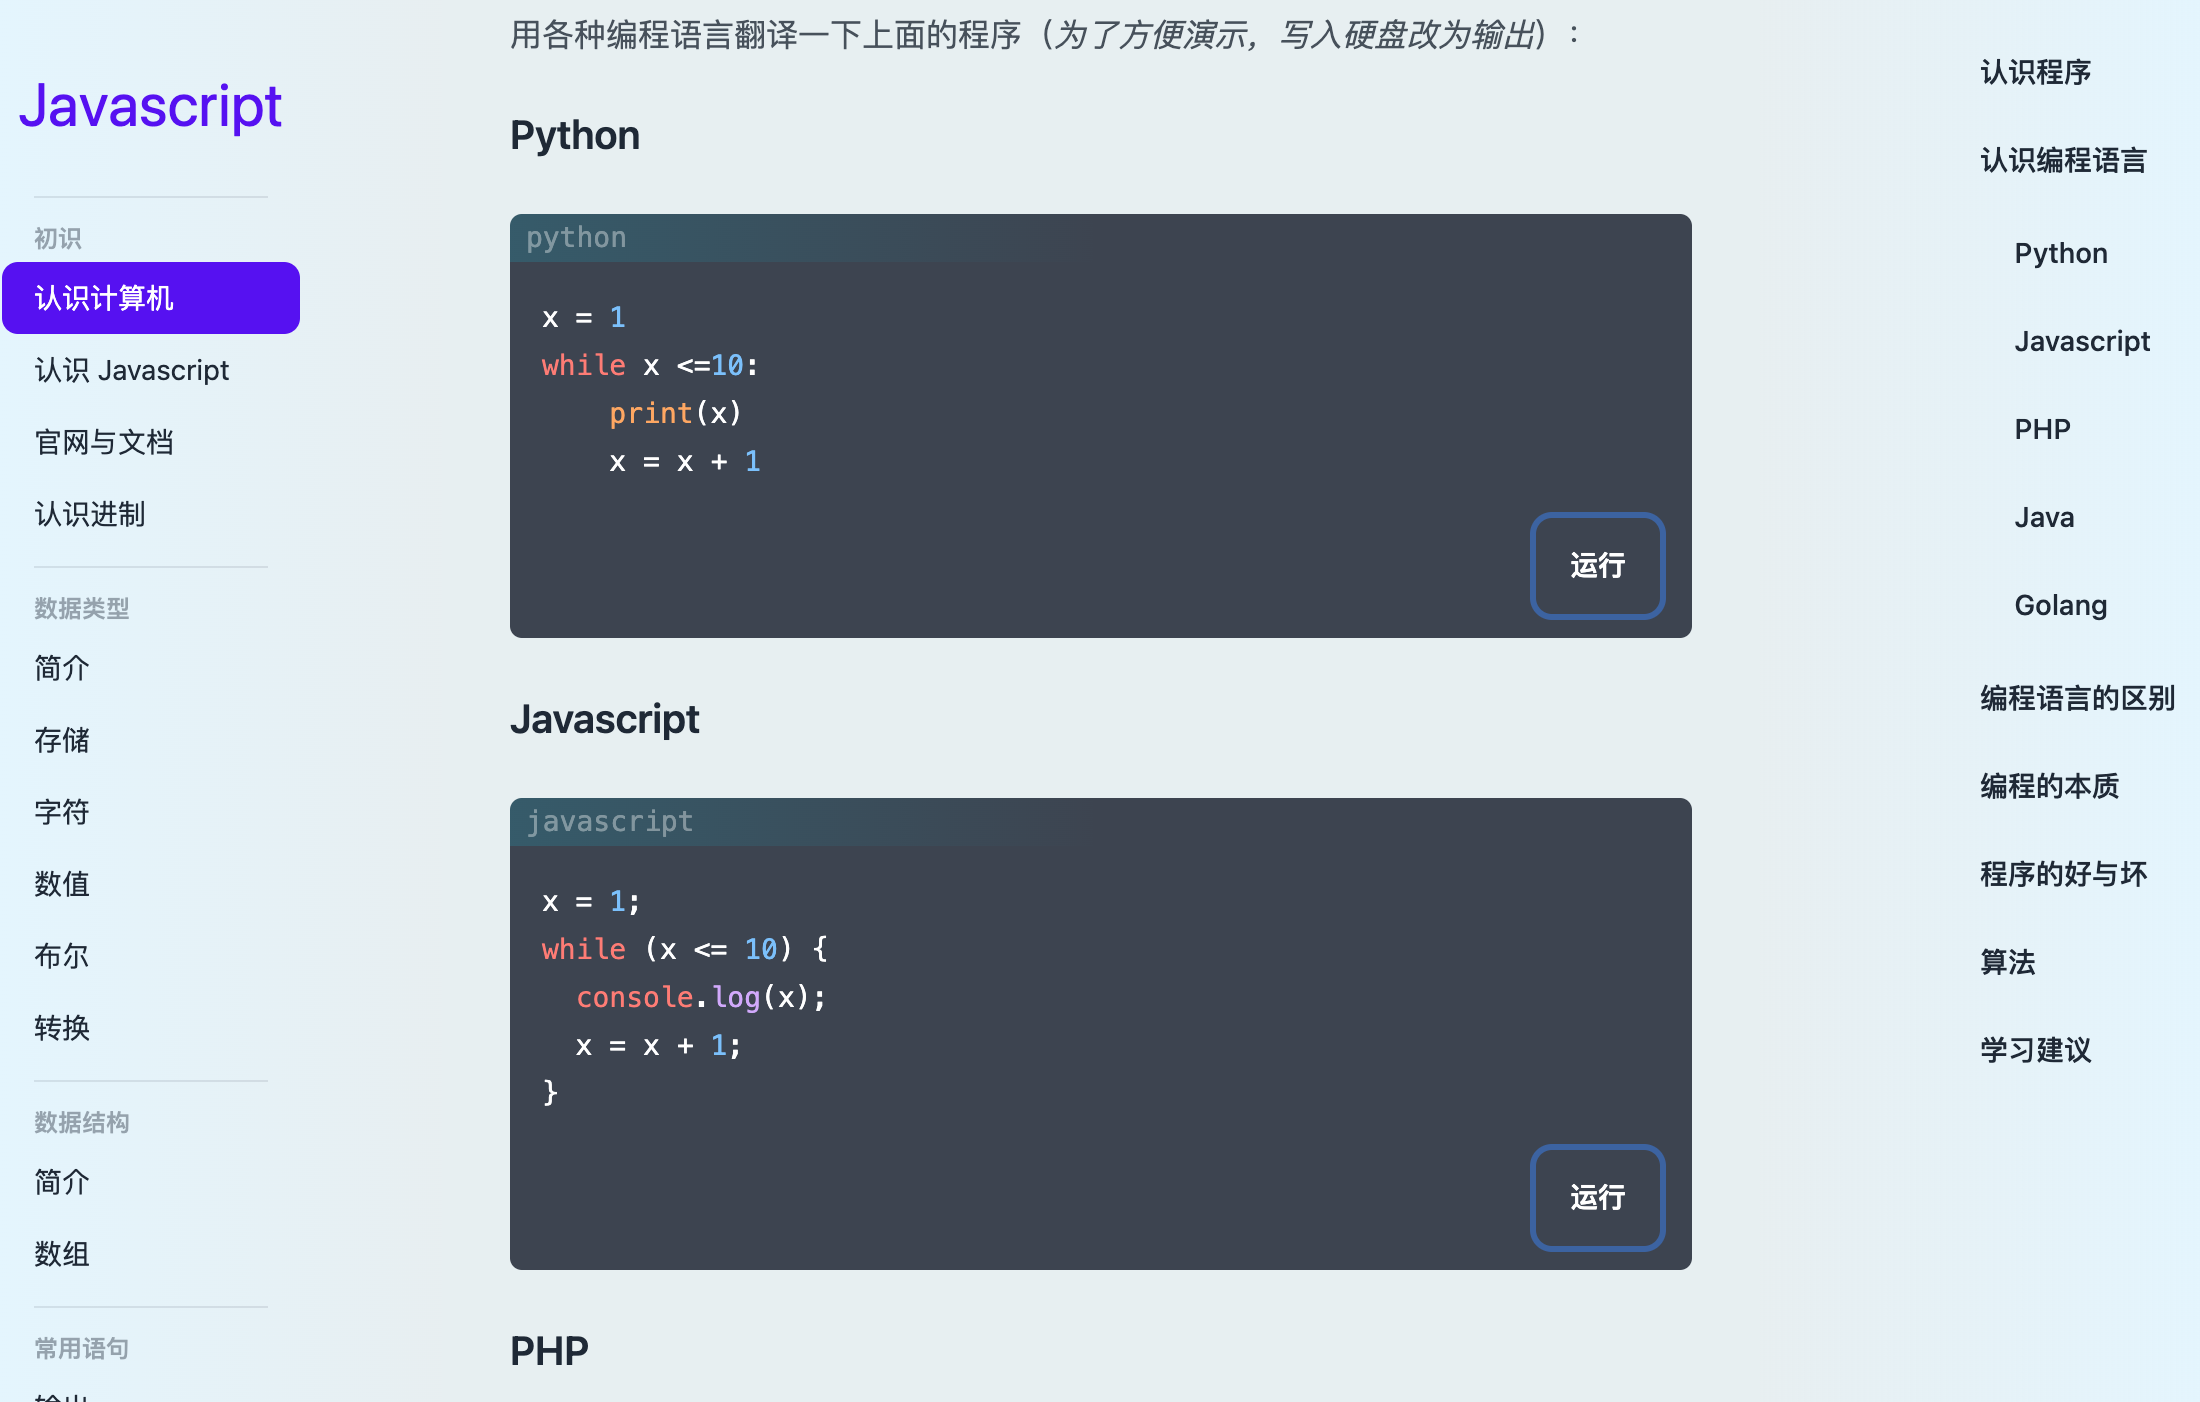 Javascript
初识
认识计算机
认识 Javascript
官网与文档
认识进制
数据类型
简介
存储
字符
数值
布尔
转换
数据结构
简介
数组
常用语句
用各种编程语言翻译一下上面的程序（为了方便演示，写入硬盘改为输出）：
Python
python
x = 1
while x <=10:
    print(x)
    x = x + 1
运行
Javascript
javascript
x = 1;
while (x <= 10) {
  console.log(x);
  x = x + 1;
}
运行
PHP
认识程序
认识编程语言
Python
Javascript
PHP
Java
Golang
编程语言的区别
编程的本质
程序的好与坏
算法
学习建议